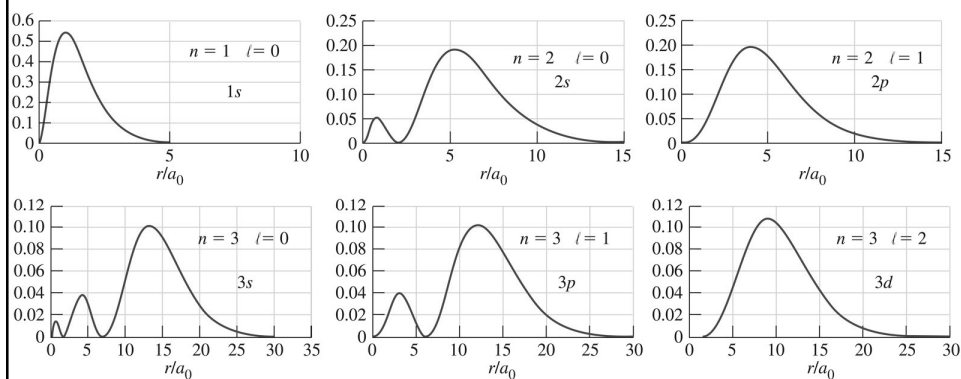 0.6
0.5
0.4
0.3
0.2
0.1
0
n = 1 ℓ = 0
1s
0 5 10
r/a₀
0.25
0.20
0.15
0.10
0.05
0
n = 2 ℓ = 0
2s
0 5 10 15
r/a₀
0.25
0.20
0.15
0.10
0.05
0
n = 2 ℓ = 1
2p
0 5 10 15
r/a₀
0.12
0.10
0.08
0.06
0.04
0.02
0
n = 3 ℓ = 0
3s
0 5 10 15 20 25 30 35
r/a₀
0.12
0.10
0.08
0.06
0.04
0.02
0
n = 3 ℓ = 1
3p
0 5 10 15 20 25 30
r/a₀
0.12
0.10
0.08
0.06
0.04
0.02
0
n = 3 ℓ = 2
3d
0 5 10 15 20 25 30
r/a₀